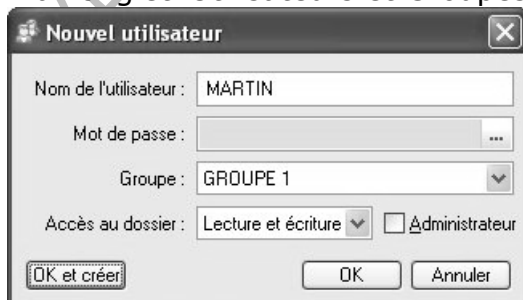 Nouvel utilisateur
Nom de l'utilisateur : MARTIN
Mot de passe : ...
Groupe : GROUPE 1
Accès au dossier : Lecture et écriture Administrateur
OK et créer OK Annuler